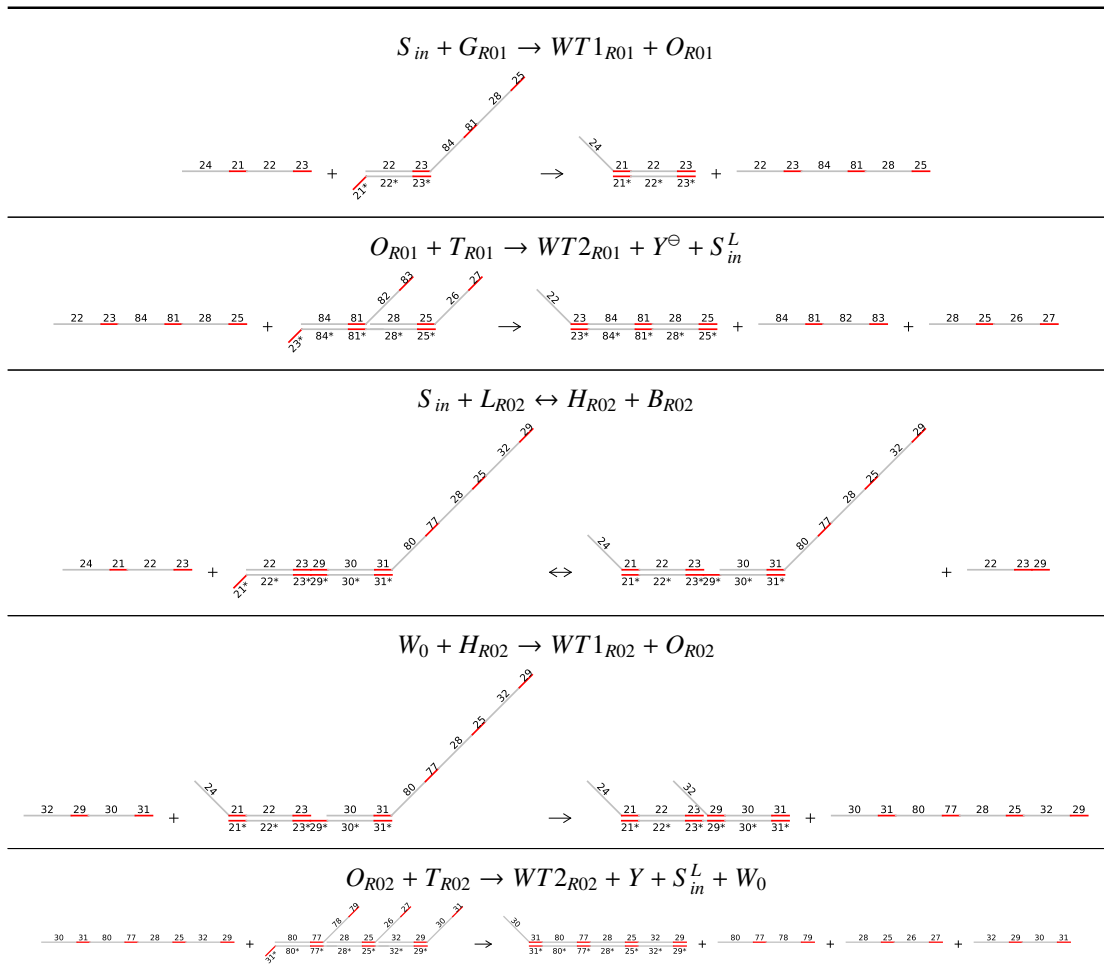 S_in + G_R01 → WT1_R01 + O_R01
25
28
81
84
24 21 22 23 + 22 23 → 24 21 22 23 + 22 23 84 81 28 25
21* 22* 23* 21* 22* 23*
O_R01 + T_R01 → WT2_R01 + Y^⊖ + S^L_in
83 27
82 26
22 23 84 81 28 25 + 84 81 28 25 → 22 23 84 81 28 25 + 84 81 82 83 + 28 25 26 27
23* 84* 81* 28* 25* 23* 84* 81* 28* 25*
S_in + L_R02 ↔ H_R02 + B_R02
29 29
32 32
25 25
28 28
77 77
80 80
24 21 22 23 + 22 23 29 30 31 ↔ 24 21 22 23 30 31 + 22 23 29
21* 22* 23* 29* 30* 31* 21* 22* 23* 29* 30* 31*
W_0 + H_R02 → WT1_R02 + O_R02
29
32
25
28
77
80
32 29 30 31 + 24 21 22 23 30 31 → 24 21 22 23 32 29 30 31 + 30 31 80 77 28 25 32 29
21* 22* 23* 29* 30* 31* 21* 22* 23* 29* 30* 31*
O_R02 + T_R02 → WT2_R02 + Y + S^L_in + W_0
79 27 31
78 26 30
30 31 80 77 28 25 32 29 + 80 77 28 25 32 29 → 30 31 80 77 28 25 32 29 + 80 77 78 79 + 28 25 26 27 + 32 29 30 31
31* 80* 77* 28* 25* 32* 29* 31* 80* 77* 28* 25* 32* 29*